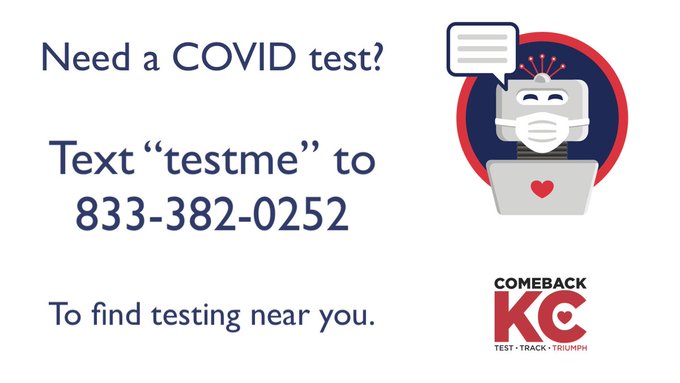 Need a COVID test?
Text “testme” to
833-382-0252
To find testing near you.
COMEBACK
KC
TEST • TRACK • TRIUMPH